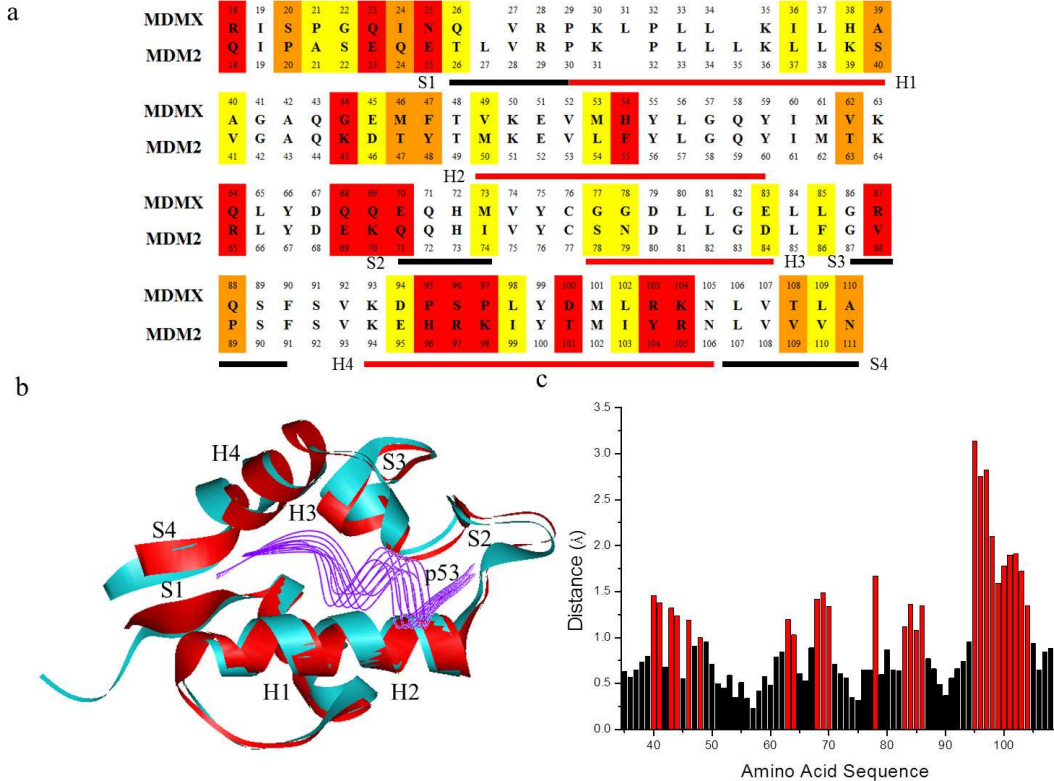 a
18 19 20 21 22 23 24 25 26 27 28 29 30 31 32 33 34 35 36 37 38 39
MDMX R I S P G Q I N Q V R P K L P L L K I L H A
MDM2 Q I P A S E Q E T L V R P K P L L L K L L K S
18 19 20 21 22 23 24 25 26 27 28 29 30 31 32 33 34 35 36 37 38 39 40
S1 H1
40 41 42 43 44 45 46 47 48 49 50 51 52 53 54 55 56 57 58 59 60 61 62 63
MDMX A G A Q G E M F T V K E V M H Y L G Q Y I M V K
MDM2 V G A Q K D T Y T M K E V L F Y L G Q Y I M T K
41 42 43 44 45 46 47 48 49 50 51 52 53 54 55 56 57 58 59 60 61 62 63 64
H2
64 65 66 67 68 69 70 71 72 73 74 75 76 77 78 79 80 81 82 83 84 85 86 87
MDMX Q L Y D Q Q E Q H M V Y C G G D L L G E L L G R
MDM2 R L Y D E K Q Q H I V Y C S N D L L G D L F G V
65 66 67 68 69 70 71 72 73 74 75 76 77 78 79 80 81 82 83 84 85 86 87 88
S2 H3 S3
88 89 90 91 92 93 94 95 96 97 98 99 100 101 102 103 104 105 106 107 108 109 110
MDMX Q S F S V K D P S P L Y D M L R K N L V T L A
MDM2 P S F S V K E H R K I Y T M I Y R N L V V V N
89 90 91 92 93 94 95 96 97 98 99 100 101 102 103 104 105 106 107 108 109 110 111
H4 S4
b
H4
S3
H3
S4
S2
S1
p53
H1 H2
c
3.5
3.0
2.5
2.0
1.5
1.0
0.5
0.0
Distance (Å)
40 50 60 70 80 90 100
Amino Acid Sequence